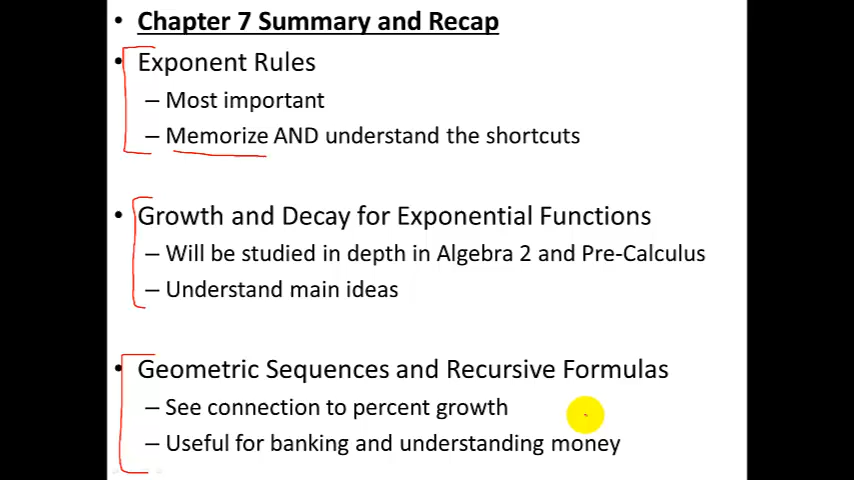 • Chapter 7 Summary and Recap
• Exponent Rules
– Most important
– Memorize AND understand the shortcuts
• Growth and Decay for Exponential Functions
– Will be studied in depth in Algebra 2 and Pre-Calculus
– Understand main ideas
• Geometric Sequences and Recursive Formulas
– See connection to percent growth
– Useful for banking and understanding money